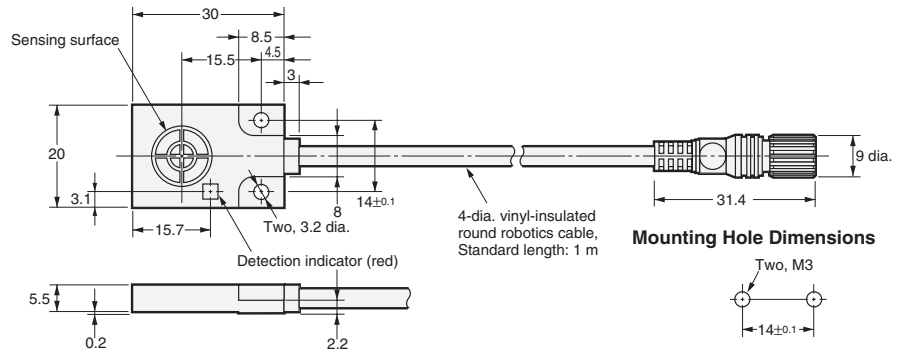 30
Sensing surface
8.5
15.5
4.5
3
20
3.1
15.7
8
14±0.1
9 dia.
31.4
Two, 3.2 dia.
4-dia. vinyl-insulated
round robotics cable,
Standard length: 1 m
Detection indicator (red)
Mounting Hole Dimensions
Two, M3
14±0.1
5.5
0.2
2.2